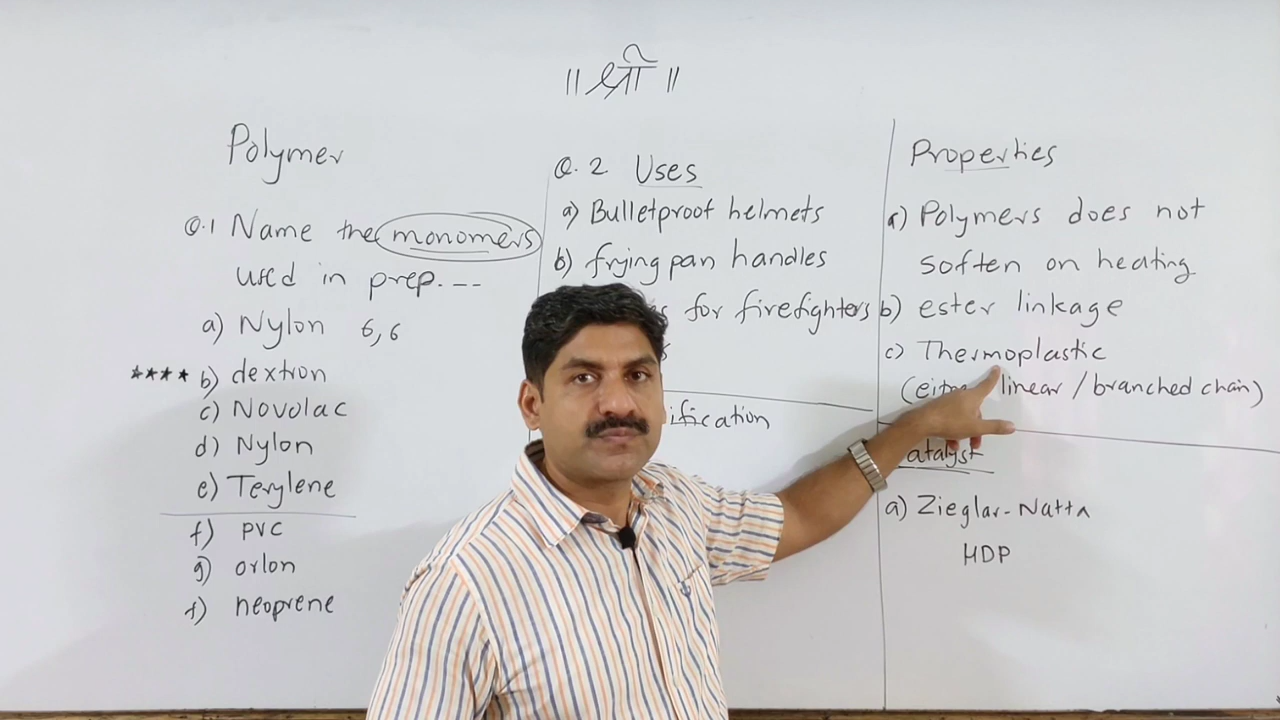 || श्री ||
Polymer
Q.1 Name the monomers
used in prep. ---
a) Nylon 6,6
**** b) dextron
c) Novolac
d) Nylon
e) Terylene
f) PVC
g) orlon
f) neoprene
Q.2 Uses
a) Bulletproof helmets
b) frying pan handles
for firefighters
Properties
a) Polymers does not
soften on heating
b) ester linkage
c) Thermoplastic
linear / branched chain)
a) Zieglar-Natta
HDP